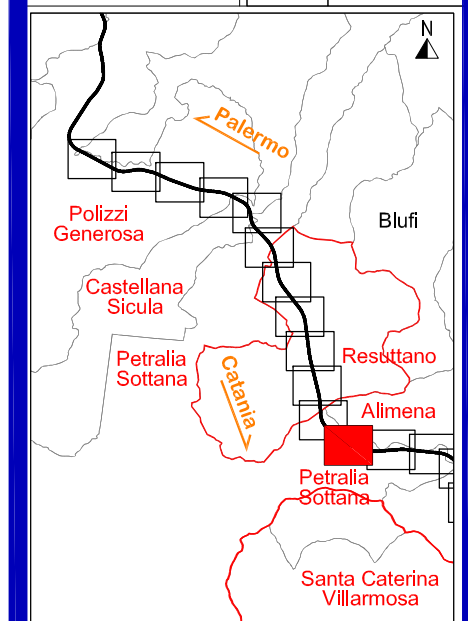 N
Palermo
Polizzi
Generosa
Blufi
Castellana
Sicula
Petralia
Sottana
Catania
Resuttano
Alimena
Petralia
Sottana
Santa Caterina
Villarmosa